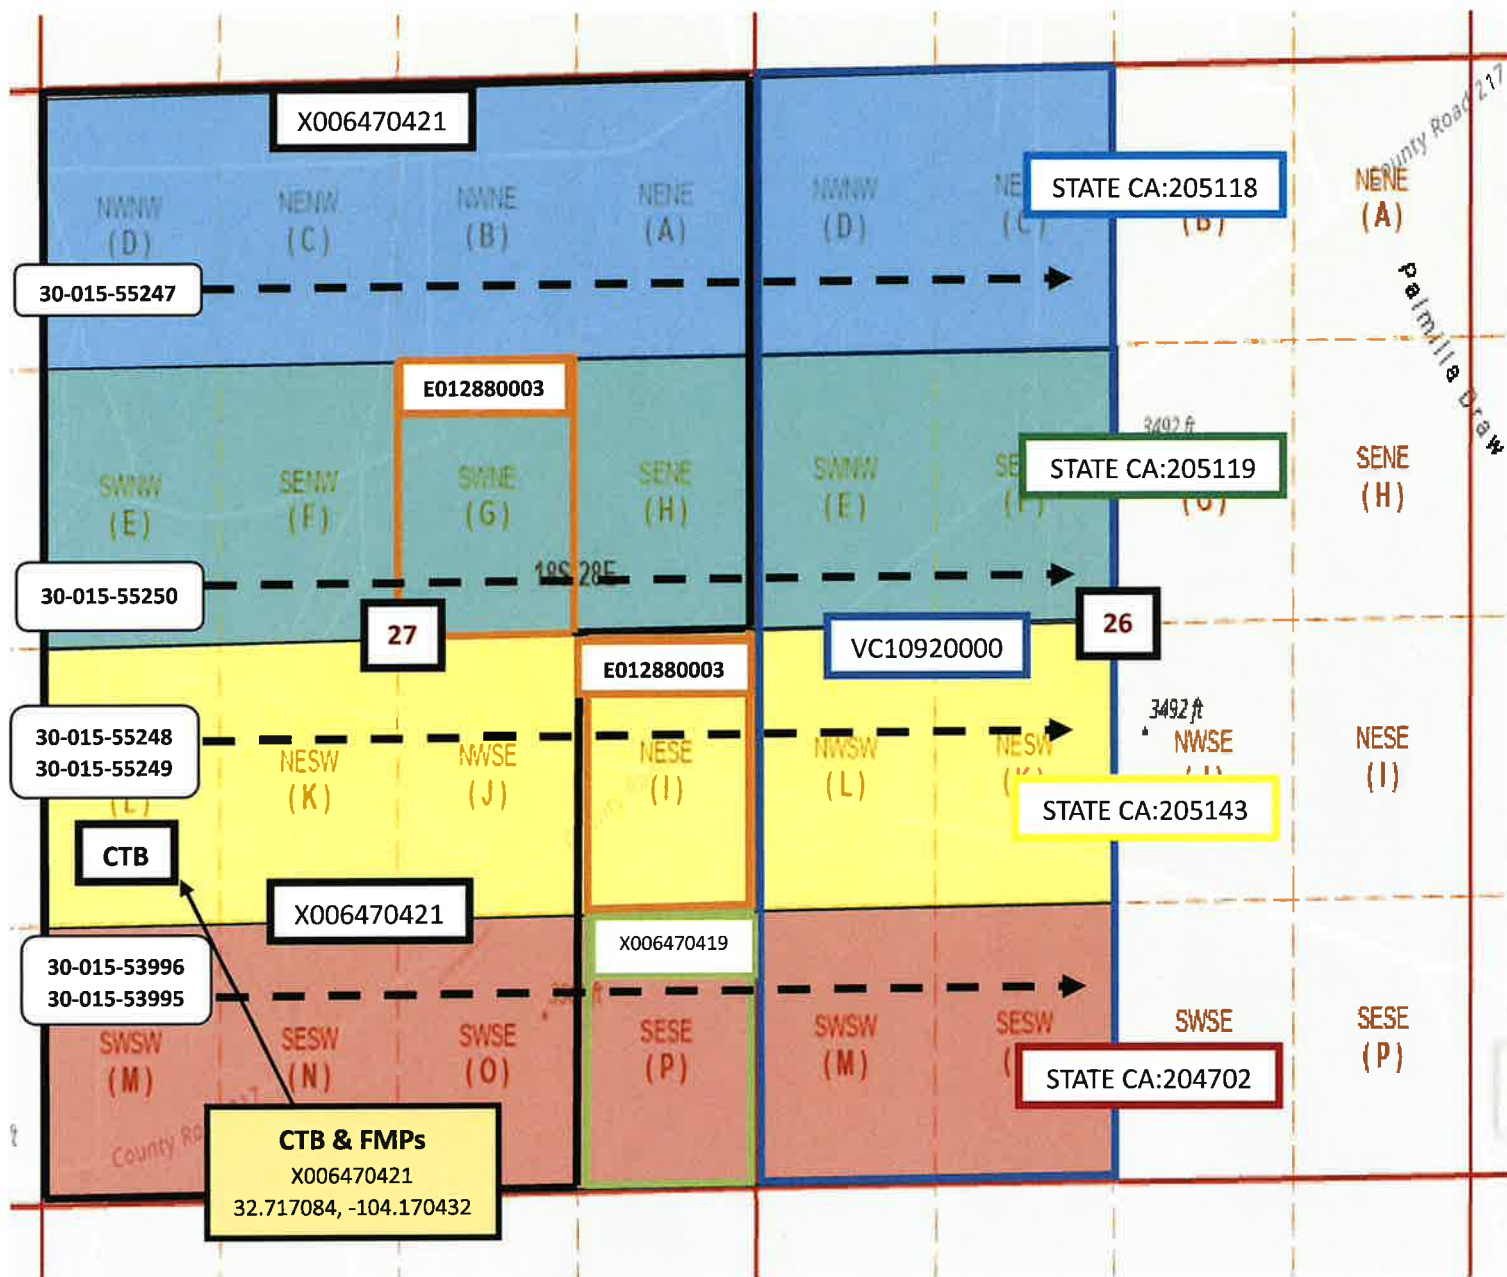 County Road 217
X006470421
NWNW
(D)
NENW
(C)
NWNE
(B)
NENE
(A)
NWNW
(D)
(C)
STATE CA:205118
(B)
NENE
(A)
30-015-55247
Palmilla Draw
E012880003
SWNW
(E)
SENW
(F)
SWNE
(G)
SENE
(H)
SWNW
(E)
(F)
3492 ft
STATE CA:205119
(G)
SENE
(H)
18S 28E
30-015-55250
27
VC10920000
26
E012880003
30-015-55248
30-015-55249
(L)
NESW
(K)
NWSE
(J)
NESE
(I)
NWSW
(L)
NESW
(K)
3492 ft
NWSE
(J)
NESE
(I)
STATE CA:205143
CTB
X006470421
X006470419
30-015-53996
30-015-53995
SWSW
(M)
SESW
(N)
SWSE
(O)
SESE
(P)
SWSW
(M)
SESW
SWSE
SESE
(P)
STATE CA:204702
County
CTB & FMPs
X006470421
32.717084, -104.170432